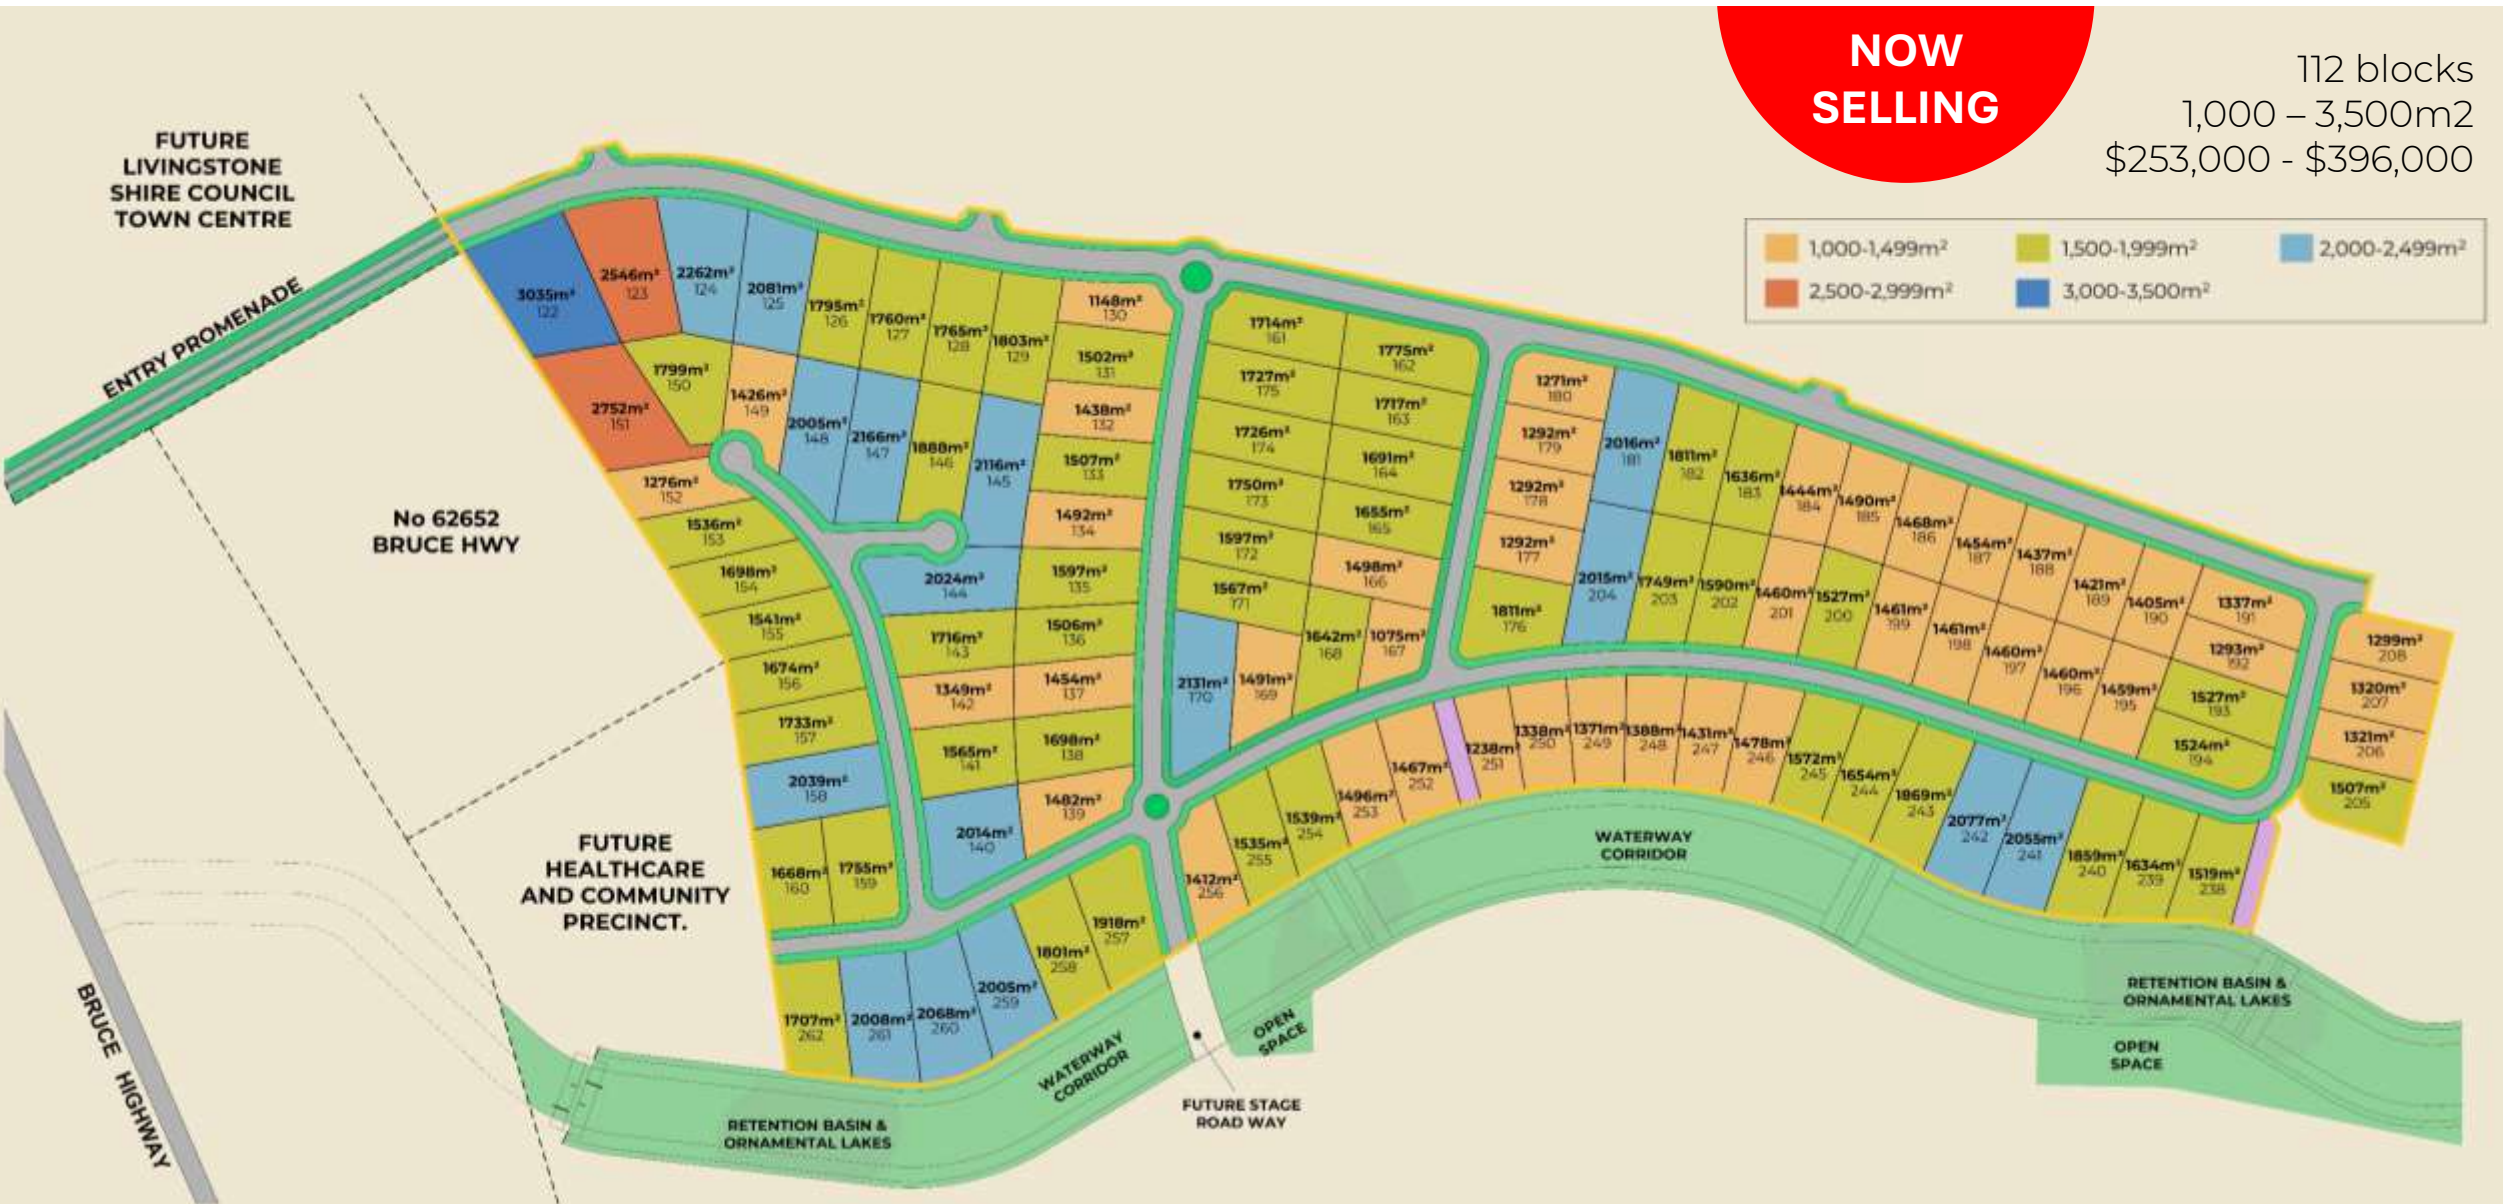 NOW
SELLING
112 blocks
1,000 – 3,500m2
$253,000 - $396,000
1,000-1,499m²
1,500-1,999m²
2,000-2,499m²
2,500-2,999m²
3,000-3,500m²
FUTURE
LIVINGSTONE
SHIRE COUNCIL
TOWN CENTRE
ENTRY PROMENADE
No 62652
BRUCE HWY
FUTURE
HEALTHCARE
AND COMMUNITY
PRECINCT.
BRUCE HIGHWAY
3035m²
122
2546m²
123
2262m²
124
2081m²
125
1795m²
126
1760m²
127
1765m²
128
1803m²
129
1148m²
130
1502m²
131
1438m²
132
1507m²
133
1492m²
134
1597m²
135
1506m²
136
1454m²
137
1698m²
138
1482m²
139
2014m²
140
1565m²
141
1349m²
142
1716m²
143
2024m²
144
2116m²
145
1888m²
146
2166m²
147
2005m²
148
1426m²
149
1799m²
150
2752m²
151
1276m²
152
1536m²
153
1698m²
154
1541m²
155
1674m²
156
1733m²
157
2039m²
158
1755m²
159
1668m²
160
1714m²
161
1775m²
162
1717m²
163
1691m²
164
1655m²
165
1498m²
166
1075m²
167
1642m²
168
1491m²
169
2131m²
170
1567m²
171
1597m²
172
1750m²
173
1726m²
174
1727m²
175
1811m²
176
1292m²
177
1292m²
178
1292m²
179
1271m²
180
2016m²
181
1811m²
182
1636m²
183
1444m²
184
1490m²
185
1468m²
186
1454m²
187
1437m²
188
1421m²
189
1405m²
190
1337m²
191
1293m²
192
1527m²
193
1524m²
194
1459m²
195
1460m²
196
1460m²
197
1461m²
198
1461m²
199
1527m²
200
1460m²
201
1590m²
202
1749m²
203
2015m²
204
1507m²
205
1321m²
206
1320m²
207
1299m²
208
1519m²
238
1634m²
239
1859m²
240
2055m²
241
2077m²
242
1869m²
243
1654m²
244
1572m²
245
1478m²
246
1431m²
247
1388m²
248
1371m²
249
1338m²
250
1238m²
251
1467m²
252
1496m²
253
1539m²
254
1535m²
255
1412m²
256
1918m²
257
1801m²
258
2005m²
259
2068m²
260
2008m²
261
1707m²
262
WATERWAY
CORRIDOR
RETENTION BASIN &
ORNAMENTAL LAKES
OPEN
SPACE
OPEN
SPACE
WATERWAY
CORRIDOR
FUTURE STAGE
ROAD WAY
RETENTION BASIN &
ORNAMENTAL LAKES